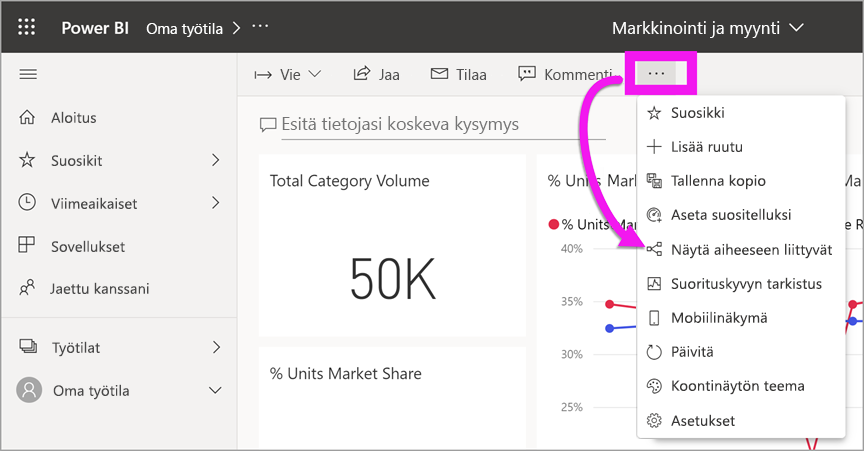 Power BI Oma työtila > ··· Markkinointi ja myynti
Vie Jaa Tilaa Kommenti ···
Aloitus
Suosikit
Viimeaikaiset
Sovellukset
Jaettu kanssani
Työtilat
Oma työtila
Esitä tietojasi koskeva kysymys
Total Category Volume
50K
% Units Market Share
% Units Mar
% Units Ma
40%
35%
30%
25%
Ma
e R
Suosikki
Lisää ruutu
Tallenna kopio
Aseta suositelluksi
Näytä aiheeseen liittyvät
Suorituskyvyn tarkistus
Mobiilinäkymä
Päivitä
Koontinäytön teema
Asetukset